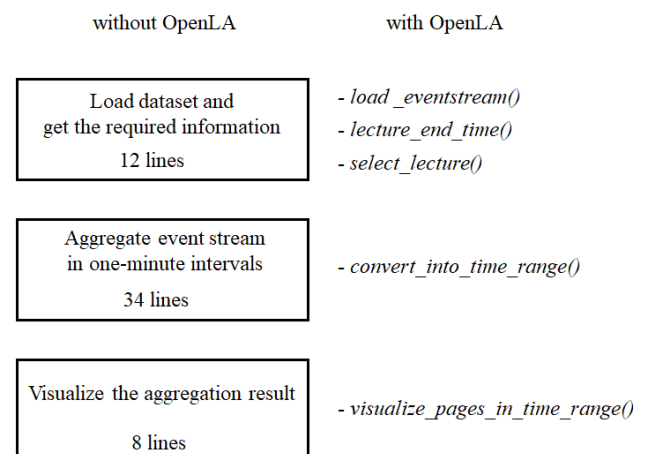 without OpenLA
with OpenLA
Load dataset and
get the required information
12 lines
- load _eventstream()
- lecture_end_time()
- select_lecture()
Aggregate event stream
in one-minute intervals
34 lines
- convert_into_time_range()
Visualize the aggregation result
8 lines
- visualize_pages_in_time_range()